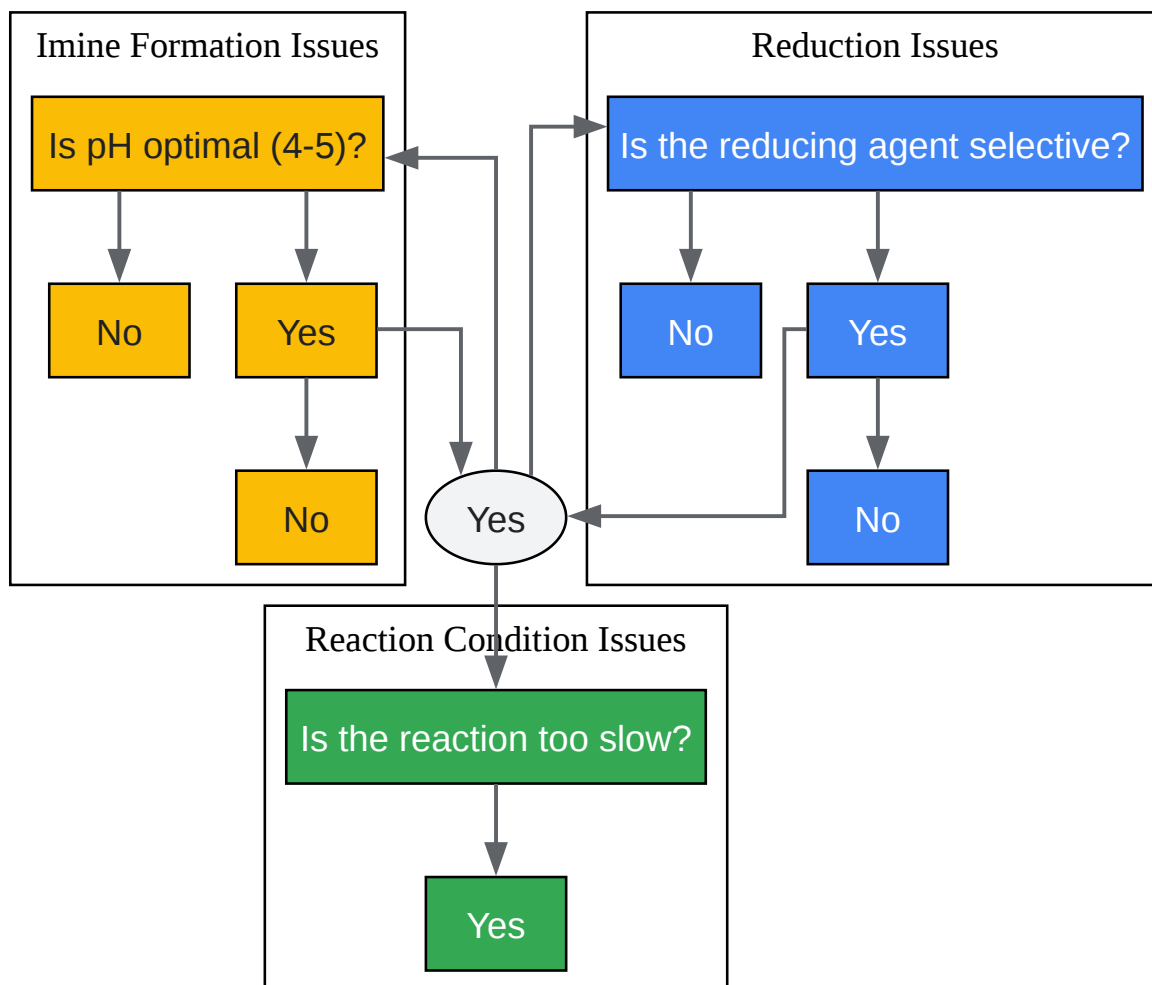 Imine Formation Issues
Is pH optimal (4-5)?
No
Yes
No
Reduction Issues
Is the reducing agent selective?
No
Yes
No
Yes
Reaction Condition Issues
Is the reaction too slow?
Yes